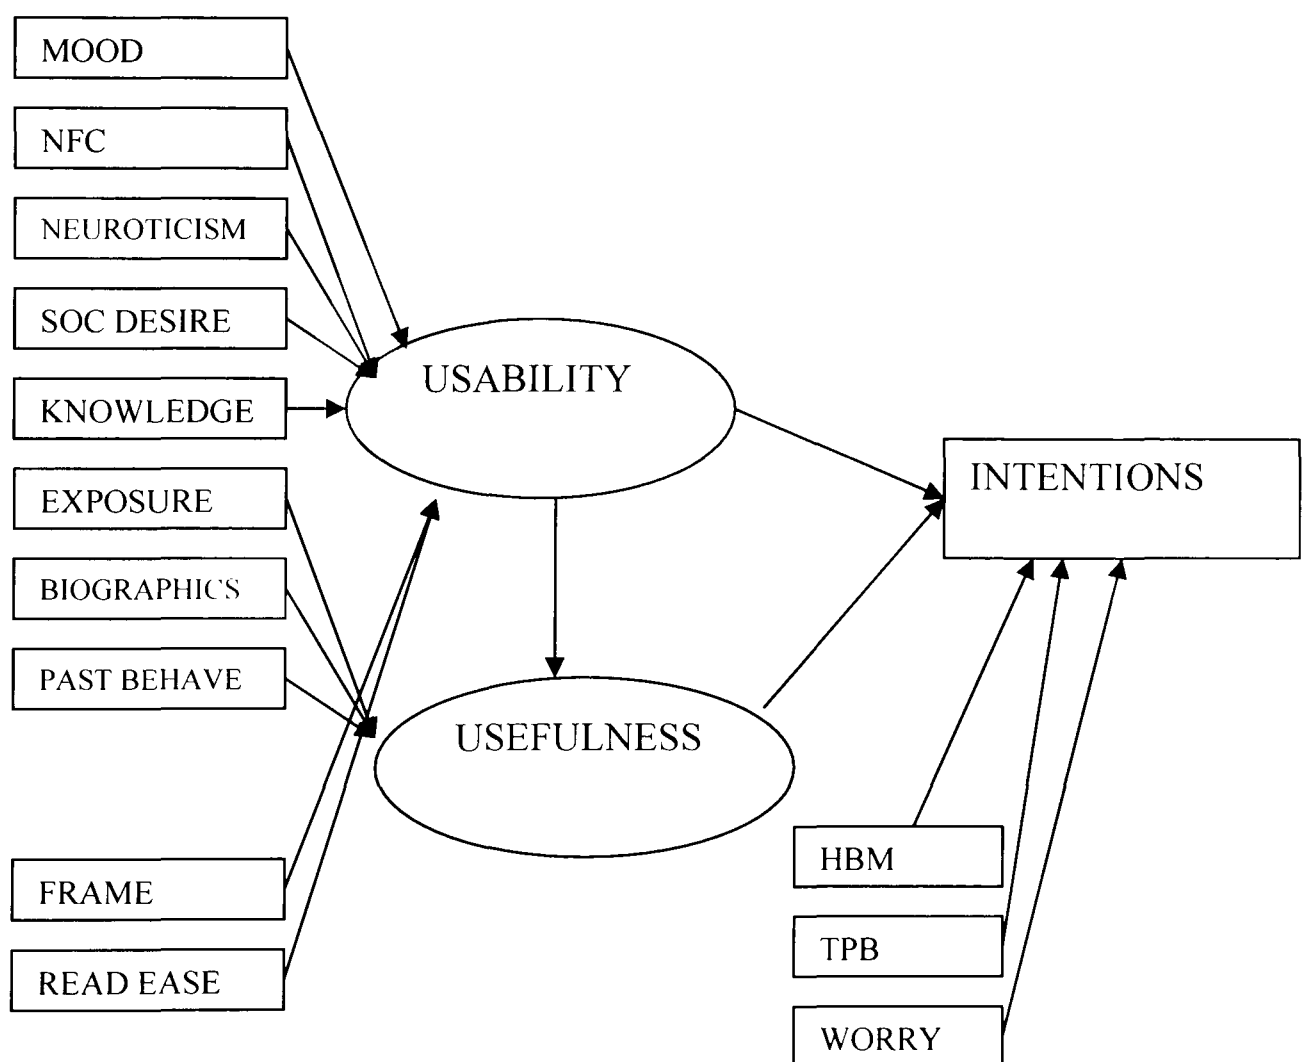 MOOD
NFC
NEUROTICISM
SOC DESIRE
KNOWLEDGE
EXPOSURE
BIOGRAPHICS
PAST BEHAVE
FRAME
READ EASE
USABILITY
USEFULNESS
INTENTIONS
HBM
TPB
WORRY